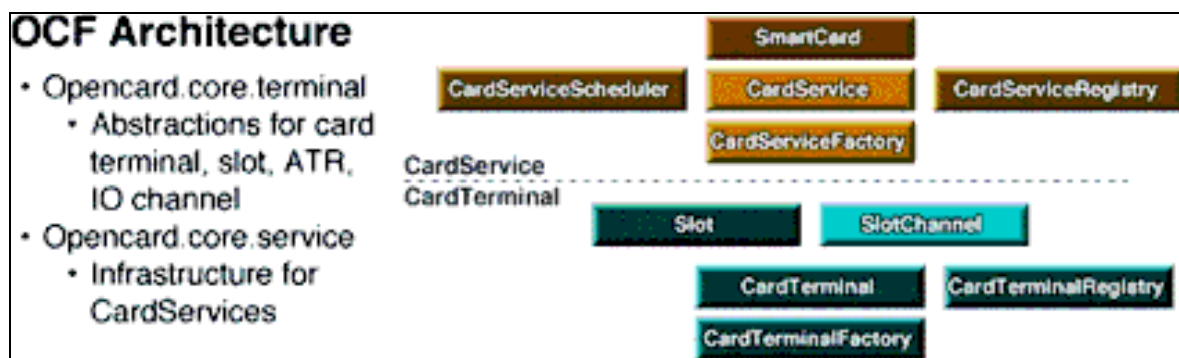 OCF Architecture
• Opencard.core.terminal
• Abstractions for card
terminal, slot, ATR,
IO channel
• Opencard.core.service
• Infrastructure for
CardServices
SmartCard
CardServiceScheduler
CardService
CardServiceRegistry
CardServiceFactory
CardService
CardTerminal
Slot
SlotChannel
CardTerminal
CardTerminalRegistry
CardTerminalFactory